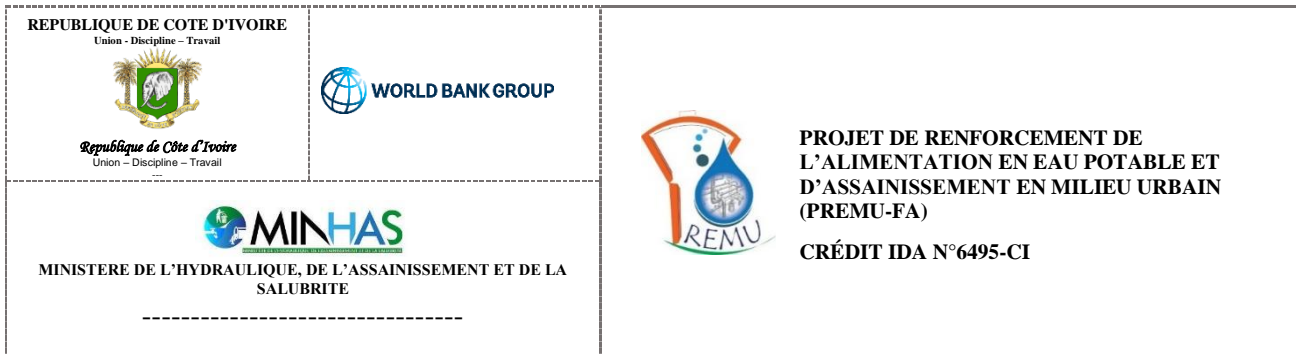 REPUBLIQUE DE COTE D'IVOIRE
Union - Discipline – Travail
Republique de Côte d'Ivoire
Union – Discipline – Travail
---
WORLD BANK GROUP
MINHAS
MINISTERE DE L'HYDRAULIQUE, DE L'ASSAINISSEMENT ET DE LA
SALUBRITE
---------------------------------
REMU
PROJET DE RENFORCEMENT DE
L'ALIMENTATION EN EAU POTABLE ET
D'ASSAINISSEMENT EN MILIEU URBAIN
(PREMU-FA)
CRÉDIT IDA N°6495-CI